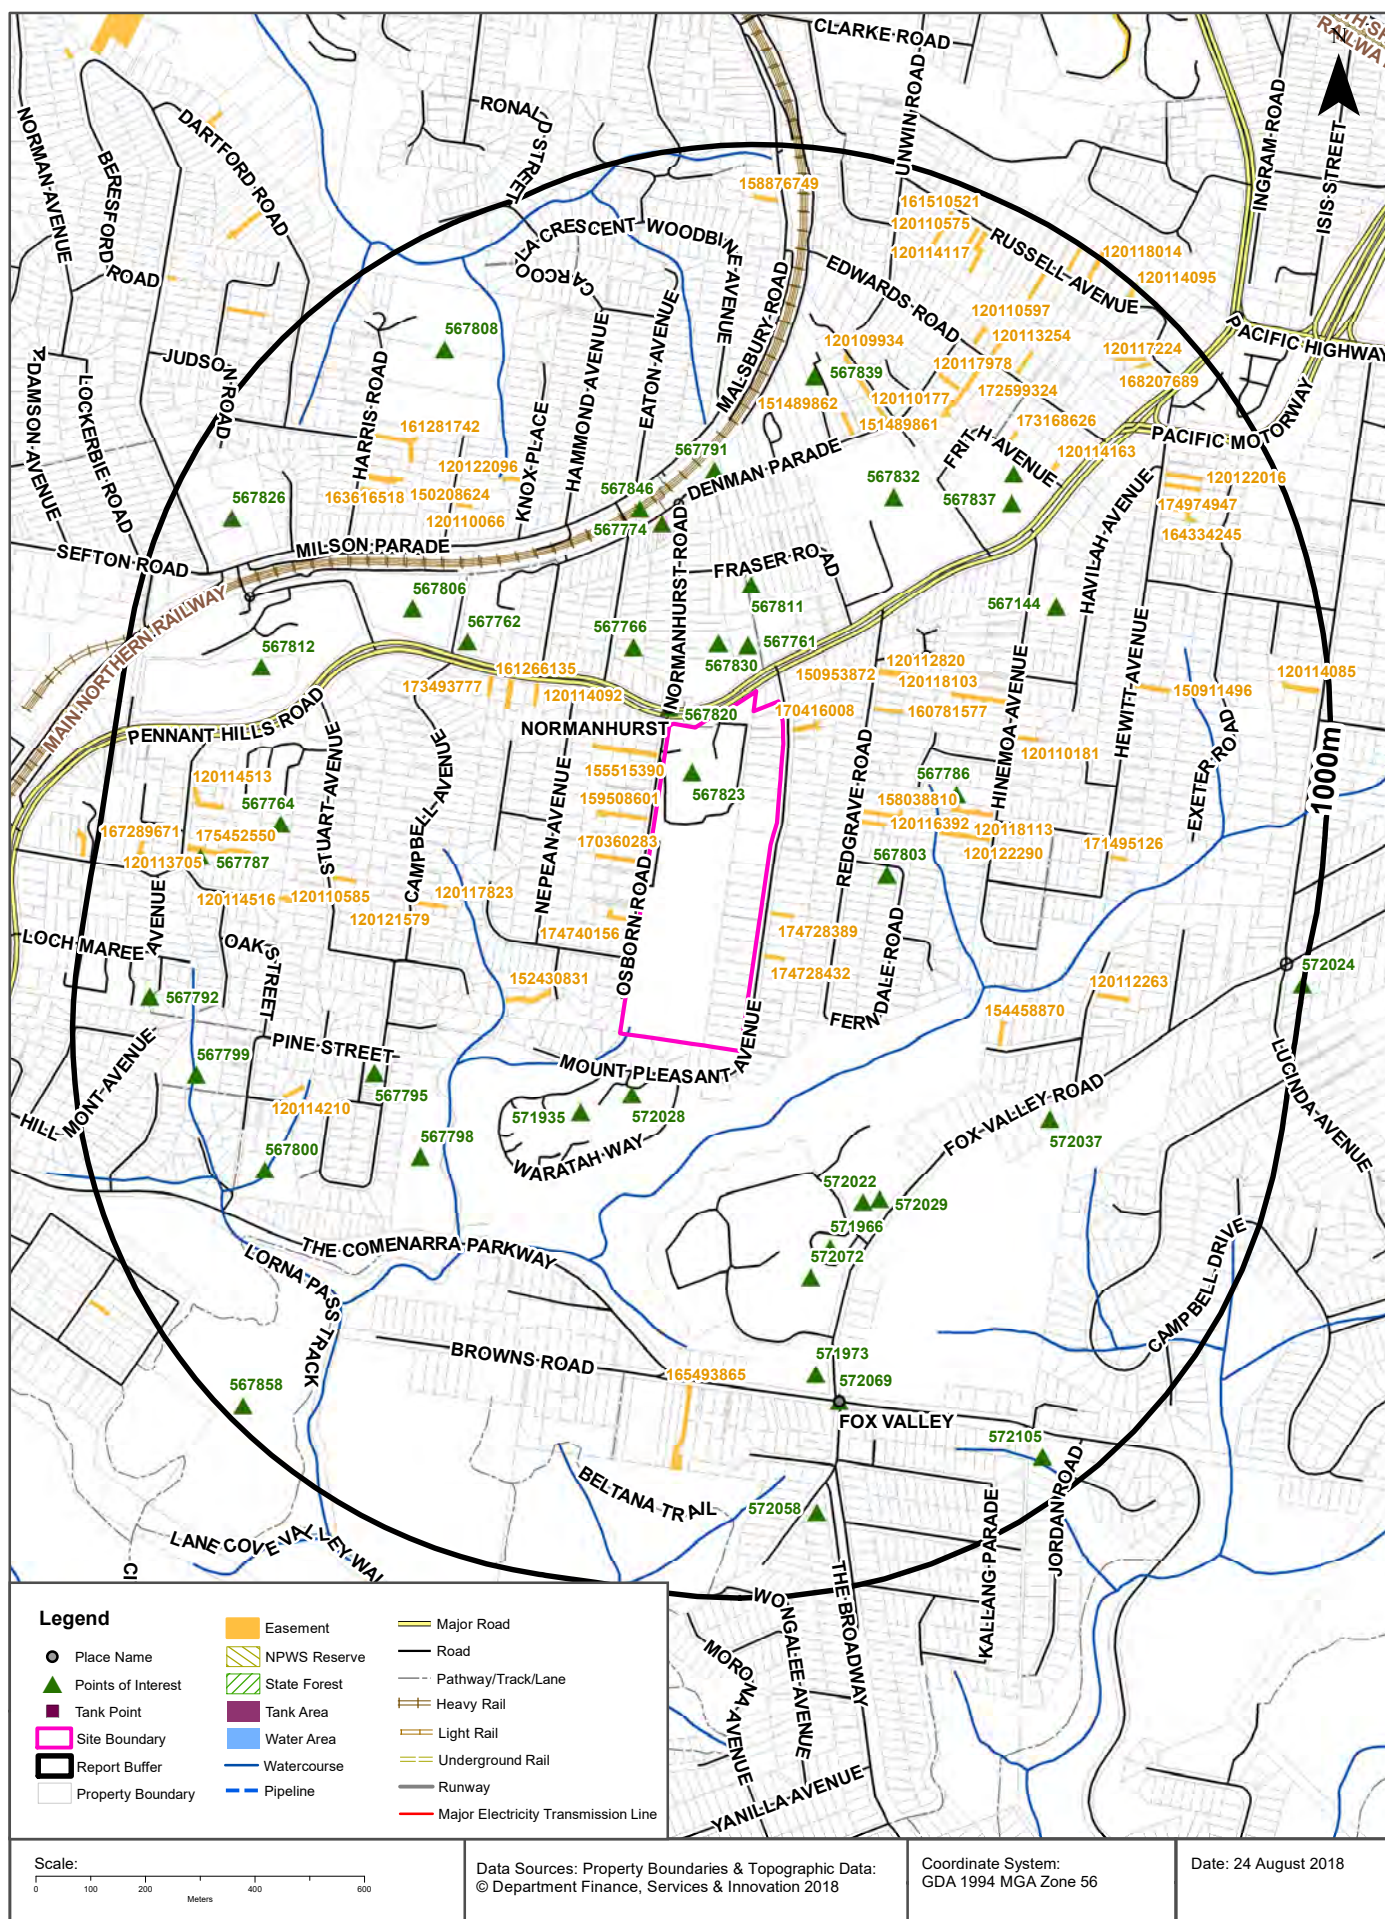 CLARKE ROAD
RAILWAY
N
NORMAN AVENUE
BERESFORD ROAD
DARTFORD ROAD
RONALD STREET
UNWIN ROAD
INGRAM ROAD
ISIS STREET
158876749
161510521
120110575
120114117
RUSSELL AVENUE
120118014
120114095
CARCOOLA CRESCENT
WOODBINE AVENUE
EDWARDS ROAD
MALSBURY ROAD
120110597
120113254
PACIFIC HIGHWAY
567808
120109934
120117978
120117224
168207689
JUDSON ROAD
HARRIS ROAD
HAMMOND AVENUE
EATON AVENUE
567839
172599324
120110177
151489862
151489861
173168626
PACIFIC MOTORWAY
LOCKERBIE ROAD
KNOX PLACE
161281742
120122096
163616518
150208624
120110066
567791
DENMAN PARADE
FRITH AVENUE
120114163
567846
567774
567832
567837
120122016
174974947
164334245
567826
SEFTON ROAD
MILSON PARADE
NORMANHURST ROAD
FRASER ROAD
HAVILAH AVENUE
MAIN NORTHERN RAILWAY
567806
567762
567766
567811
567761
567830
567144
567812
HEWITT AVENUE
161266135
173493777
120114092
150953872
120112820
120118103
160781577
150911496
120114085
PENNANT HILLS ROAD
NORMANHURST
567820
170416008
120110181
HINEMOA AVENUE
EXETER ROAD
1000m
STUART AVENUE
CAMPBELL AVENUE
NEPEAN AVENUE
155515390
567823
REDGRAVE ROAD
120114513
567764
159508601
567786
158038810
167289671
175452550
120113705
567787
120116392
120118113
120122290
171495126
170360283
567803
120114516
120110585
120117823
120121579
OSBORN ROAD
174740156
174728389
FERNDALE ROAD
LOCH MAREE AVENUE
OAK STREET
152430831
174728432
120112263
572024
567792
154458870
HILLMONT AVENUE
567799
PINE STREET
MOUNT PLEASANT AVENUE
567795
120114210
571935
572028
FOX VALLEY ROAD
LUCINDA AVENUE
572037
567800
567798
WARATAH WAY
572022
572029
571966
572072
THE COMENARRA PARKWAY
LORNA PASS TRACK
CAMPBELL DRIVE
BROWNS ROAD
571973
165493865
572069
567858
FOX VALLEY
572105
BELTANA TRAIL
572058
JORDAN ROAD
KALLANG PARADE
THE BROADWAY
WONGALEE AVENUE
MORONA AVENUE
YANILLA AVENUE
Legend
Place Name
Points of Interest
Tank Point
Site Boundary
Report Buffer
Property Boundary
Easement
NPWS Reserve
State Forest
Tank Area
Water Area
Watercourse
Pipeline
Major Road
Road
Pathway/Track/Lane
Heavy Rail
Light Rail
Underground Rail
Runway
Major Electricity Transmission Line
Scale:
0 100 200 400 600
Meters
Data Sources: Property Boundaries & Topographic Data:
© Department Finance, Services & Innovation 2018
Coordinate System:
GDA 1994 MGA Zone 56
Date: 24 August 2018